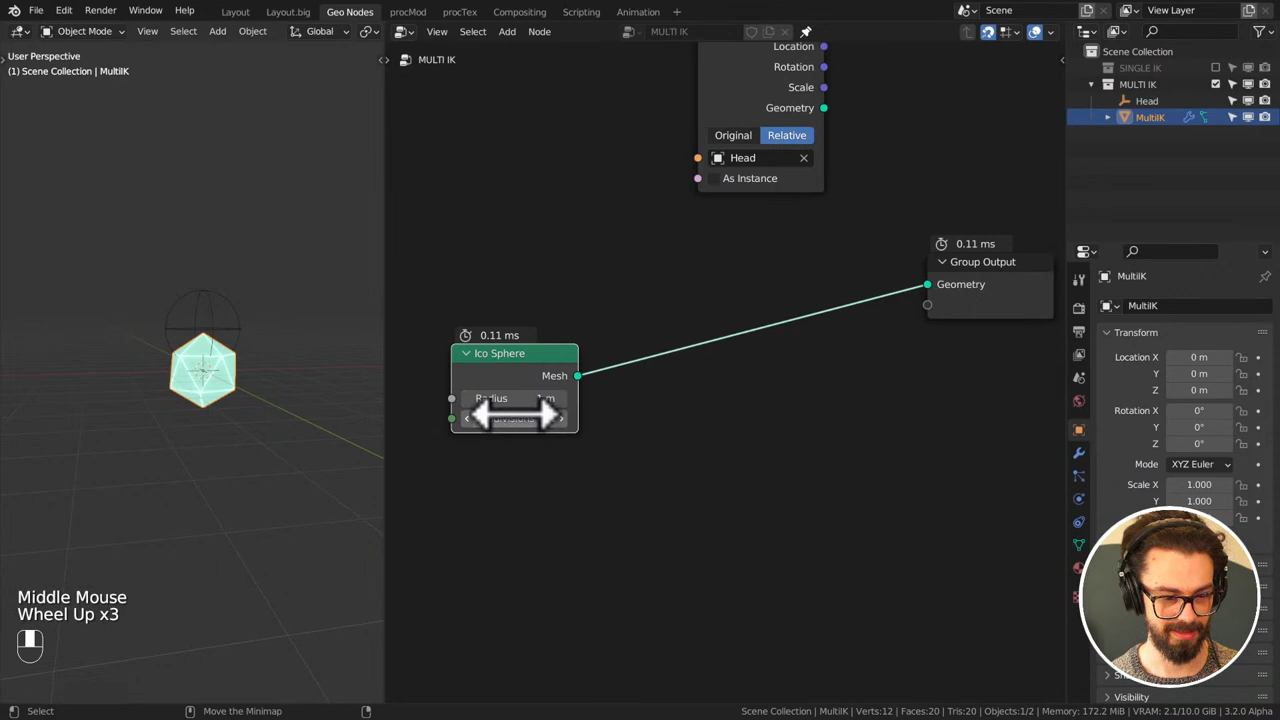 File Edit Render Window Help Layout Layout.big Geo Nodes procMod procTex Compositing Scripting Animation + Scene View Layer
Object Mode View Select Add Object Global View Select Add Node MULTI IK
User Perspective
(1) Scene Collection | MultiIK
MULTI IK
Location
Rotation
Scale
Geometry
Original Relative
Head
As Instance
0.11 ms
Group Output
Geometry
0.11 ms
Ico Sphere
Mesh
Radius 1 m
Scene Collection
SINGLE IK
MULTI IK
Head
MultiIK
MultiIK
MultiIK
Transform
Location X 0 m
Y 0 m
Z 0 m
Rotation X 0°
Y 0°
Z 0°
Mode XYZ Euler
Scale X 1.000
Y 1.000
Visibility
Middle Mouse
Wheel Up x3
Select Move the Minimap Scene Collection | MultiIK | Verts:12 | Faces:20 | Tris:20 | Objects:1/2 | Memory: 172.2 MiB | VRAM: 2.1/10.0 GiB | 3.2.0 Alpha